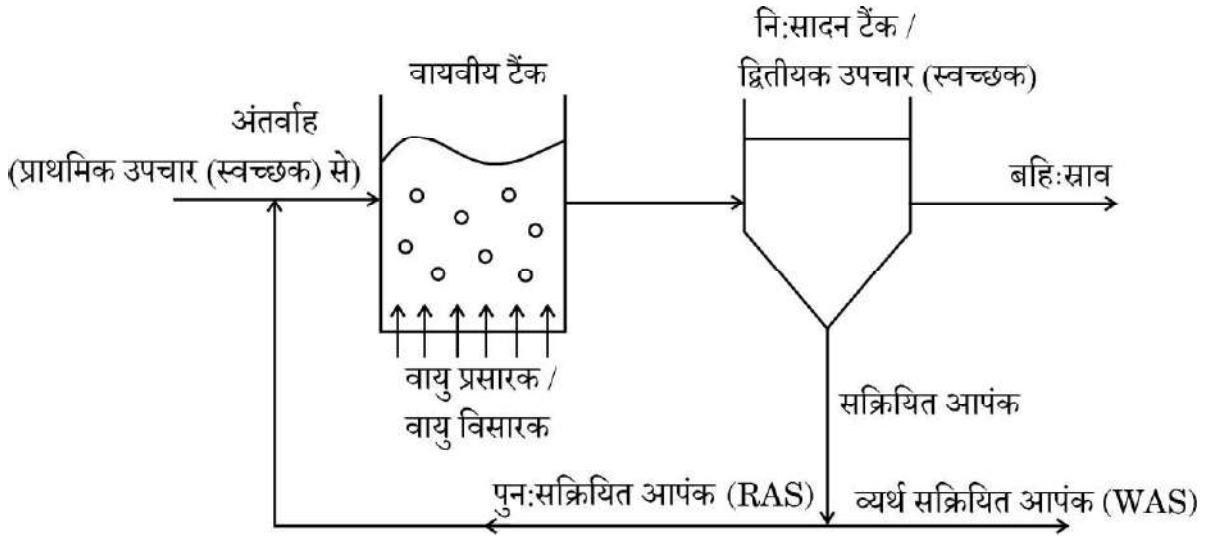 नि:सादन टैंक /
द्वितीयक उपचार (स्वच्छक)
वायवीय टैंक
अंतर्वाह
(प्राथमिक उपचार (स्वच्छक) से)
बहिःस्राव
वायु प्रसारक /
वायु विसारक
सक्रियित आपंक
पुन:सक्रियित आपंक (RAS)
व्यर्थ सक्रियित आपंक (WAS)